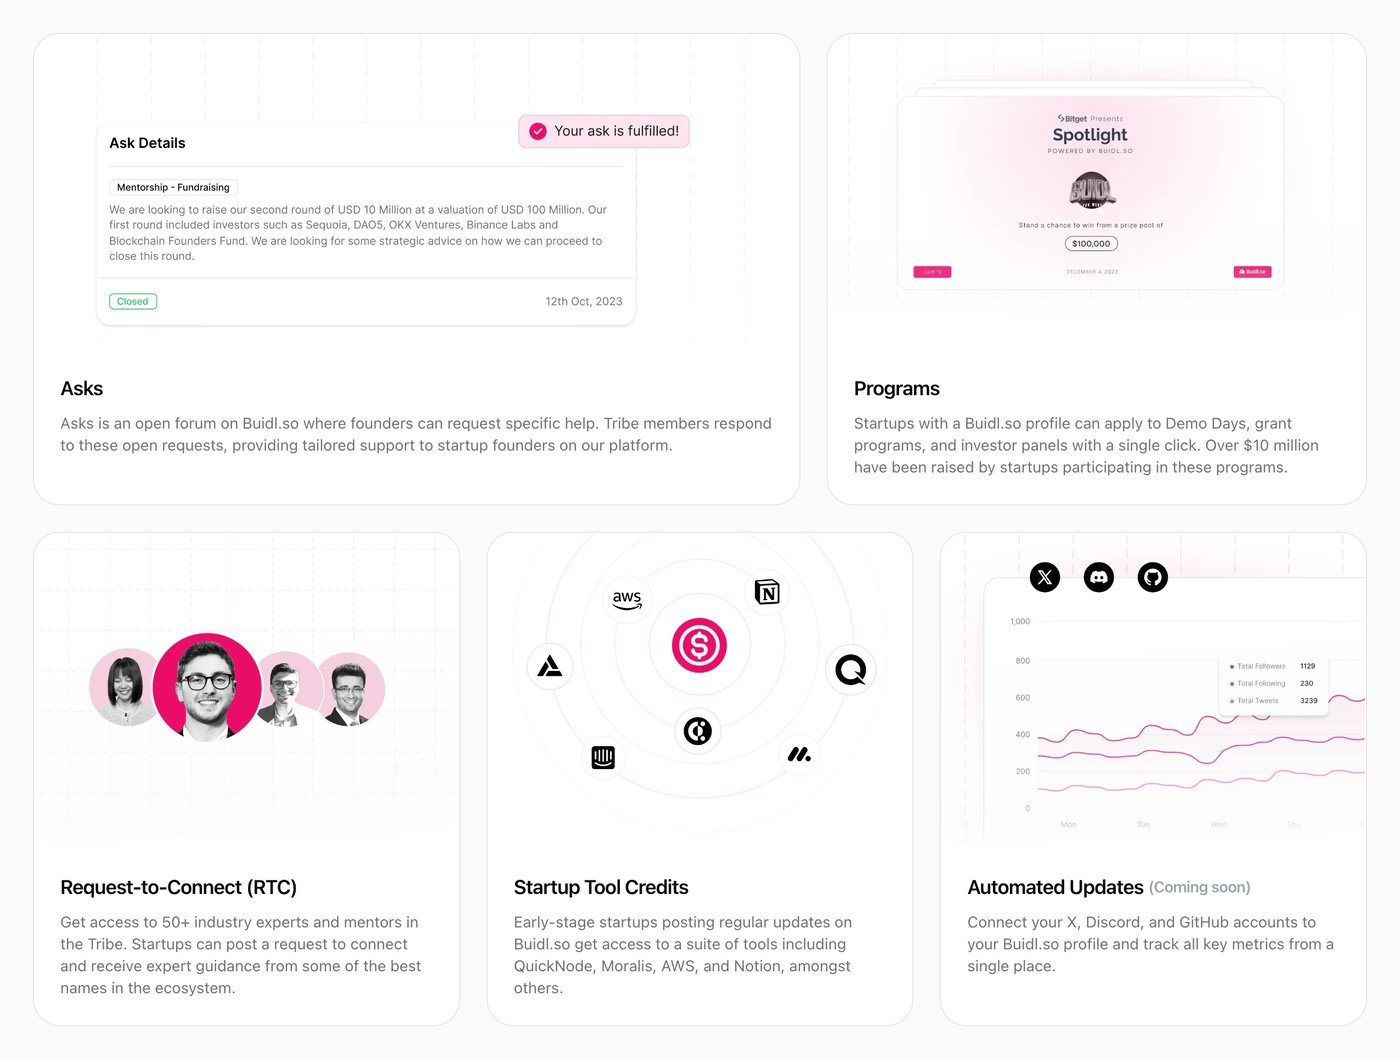 Ask Details
Your ask is fulfilled!
Mentorship - Fundraising
We are looking to raise our second round of USD 10 Million at a valuation of USD 100 Million. Our
first round included investors such as Sequoia, DAO5, OKX Ventures, Binance Labs and
Blockchain Founders Fund. We are looking for some strategic advice on how we can proceed to
close this round.
Closed
12th Oct, 2023
Asks
Asks is an open forum on Buidl.so where founders can request specific help. Tribe members respond
to these open requests, providing tailored support to startup founders on our platform.
Bitget Presents
Spotlight
POWERED BY BUIDL.SO
BUIDL
Stand a chance to win from a prize pool of
$100,000
DECEMBER 4, 2023
Buidl.so
Programs
Startups with a Buidl.so profile can apply to Demo Days, grant
programs, and investor panels with a single click. Over $10 million
have been raised by startups participating in these programs.
Request-to-Connect (RTC)
Get access to 50+ industry experts and mentors in
the Tribe. Startups can post a request to connect
and receive expert guidance from some of the best
names in the ecosystem.
aws
N
Startup Tool Credits
Early-stage startups posting regular updates on
Buidl.so get access to a suite of tools including
QuickNode, Moralis, AWS, and Notion, amongst
others.
1,000
800
600
400
200
0
Total Followers 1129
Total Following 230
Total Tweets 3239
Mon
Tue
Wed
Thu
F
Automated Updates (Coming soon)
Connect your X, Discord, and GitHub accounts to
your Buidl.so profile and track all key metrics from a
single place.